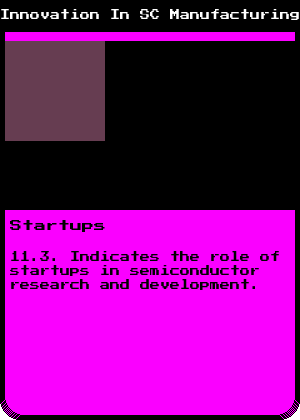 Innovation In SC Manufacturing
Startups
11.3. Indicates the role of
startups in semiconductor
research and development.